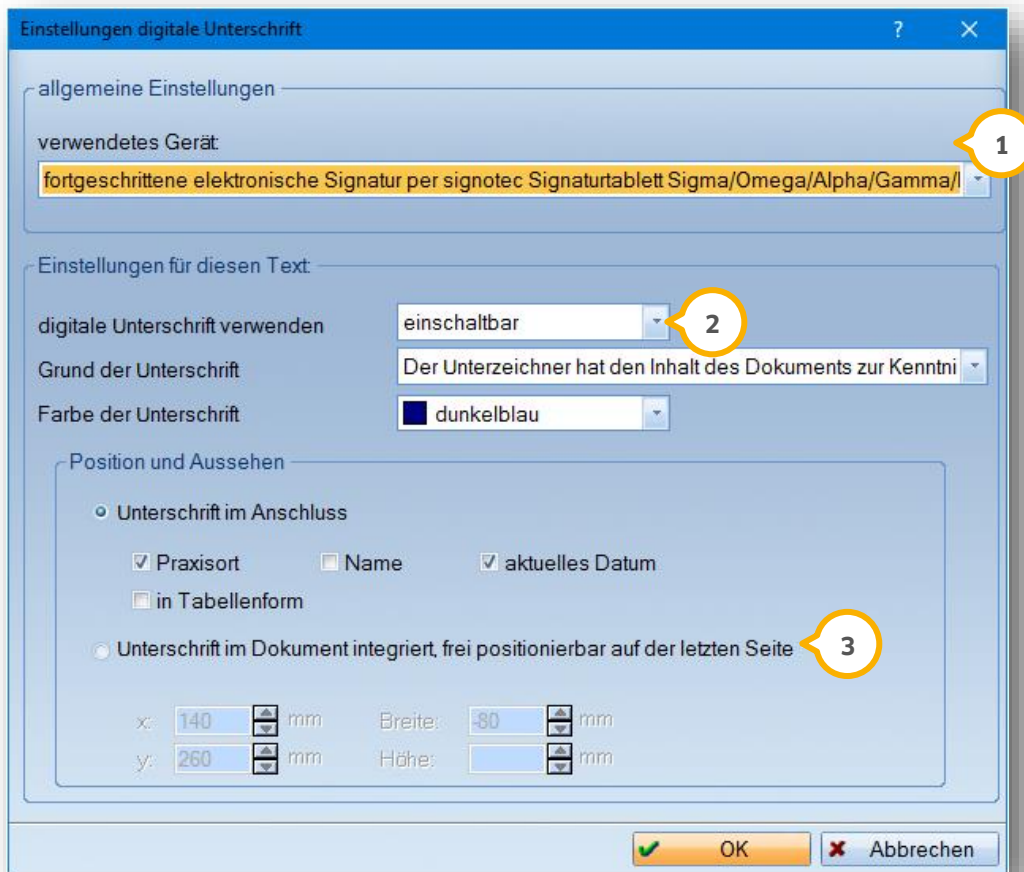 Einstellungen digitale Unterschrift ?
allgemeine Einstellungen
verwendetes Gerät:
1
fortgeschrittene elektronische Signatur per signotec Signaturtablett Sigma/Omega/Alpha/Gamma/
Einstellungen für diesen Text:
digitale Unterschrift verwenden einschaltbar 2
Grund der Unterschrift Der Unterzeichner hat den Inhalt des Dokuments zur Kenntni
Farbe der Unterschrift dunkelblau
Position und Aussehen
Unterschrift im Anschluss
Praxisort Name aktuelles Datum
in Tabellenform
Unterschrift im Dokument integriert, frei positionierbar auf der letzten Seite 3
x: 140 mm Breite: -80 mm
y: 260 mm Höhe: mm
OK Abbrechen